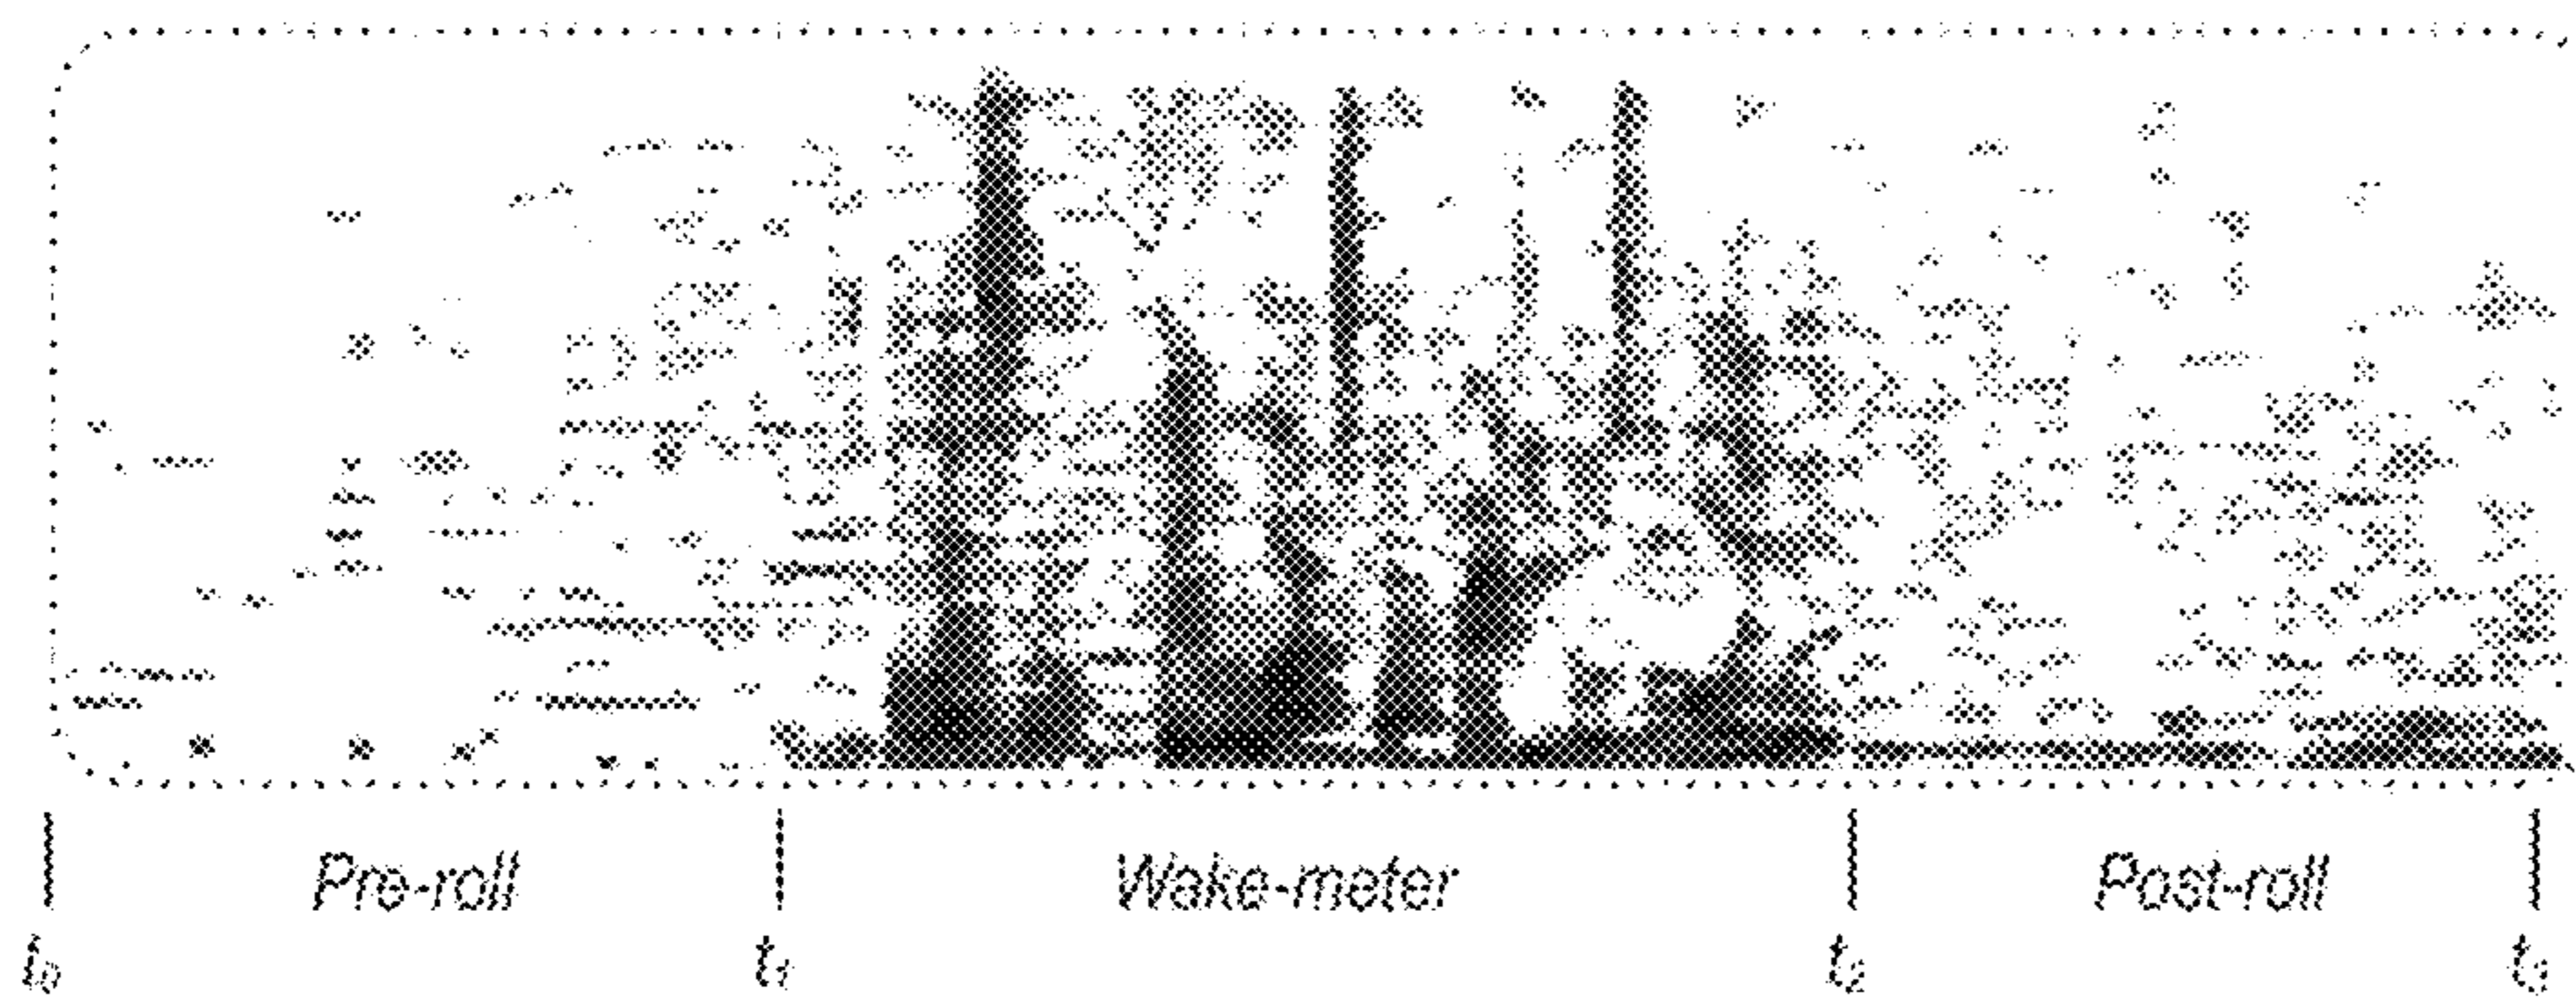 Pre-roll Wake-meter Post-roll
t₀ t₁ t₂ t₃